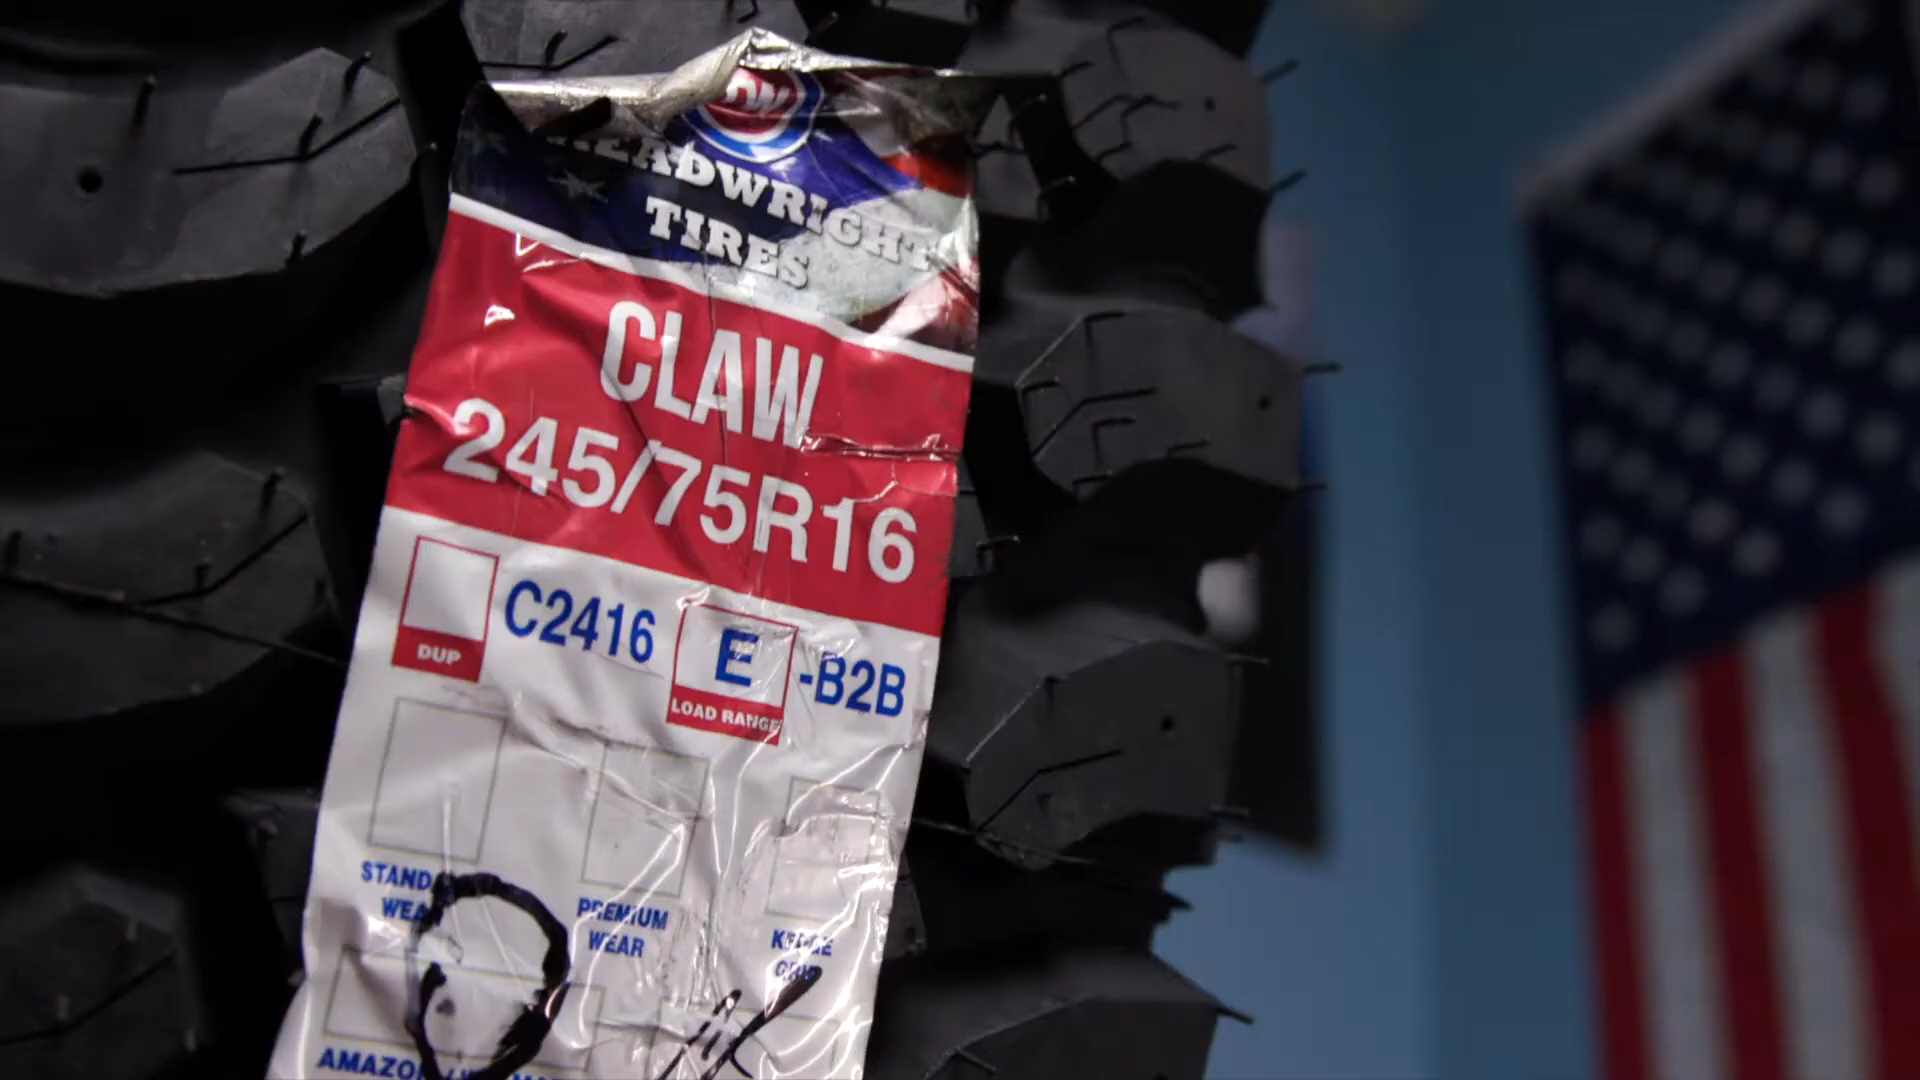 TREADWRIGHT
TIRES
CLAW
245/75R16
C2416 E -B2B
DUP
LOAD RANGE
PREMIUM
WEAR